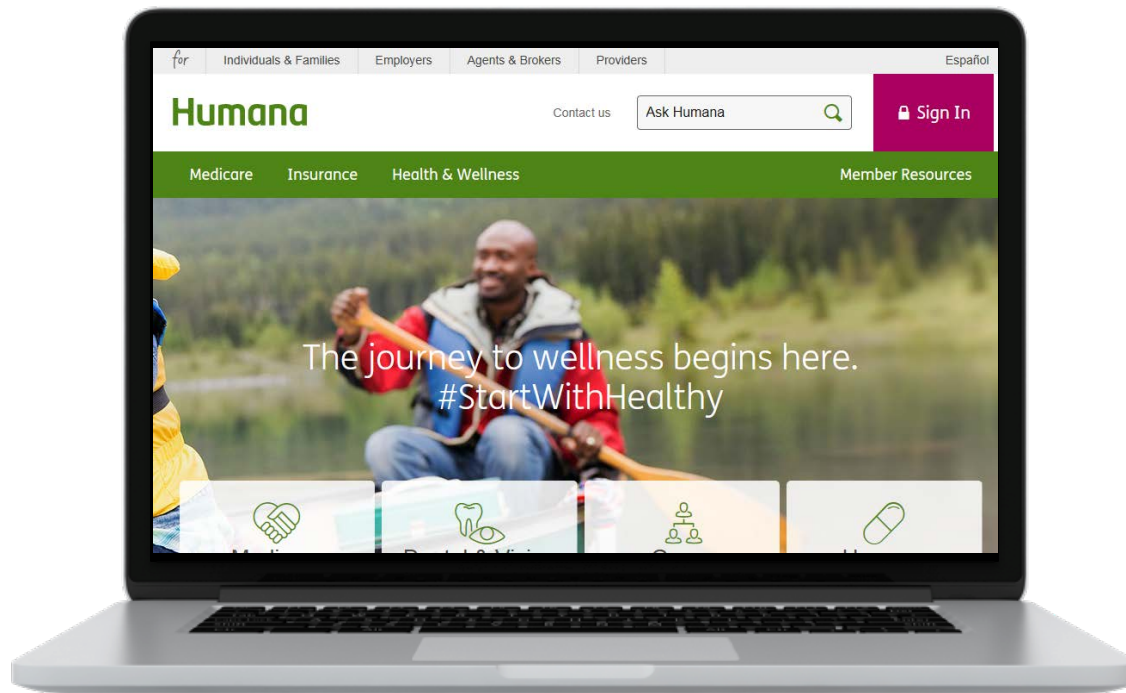 for Individuals & Families Employers Agents & Brokers Providers Español
Humana Contact us Ask Humana Sign In
Medicare Insurance Health & Wellness Member Resources
The journey to wellness begins here.
#StartWithHealthy